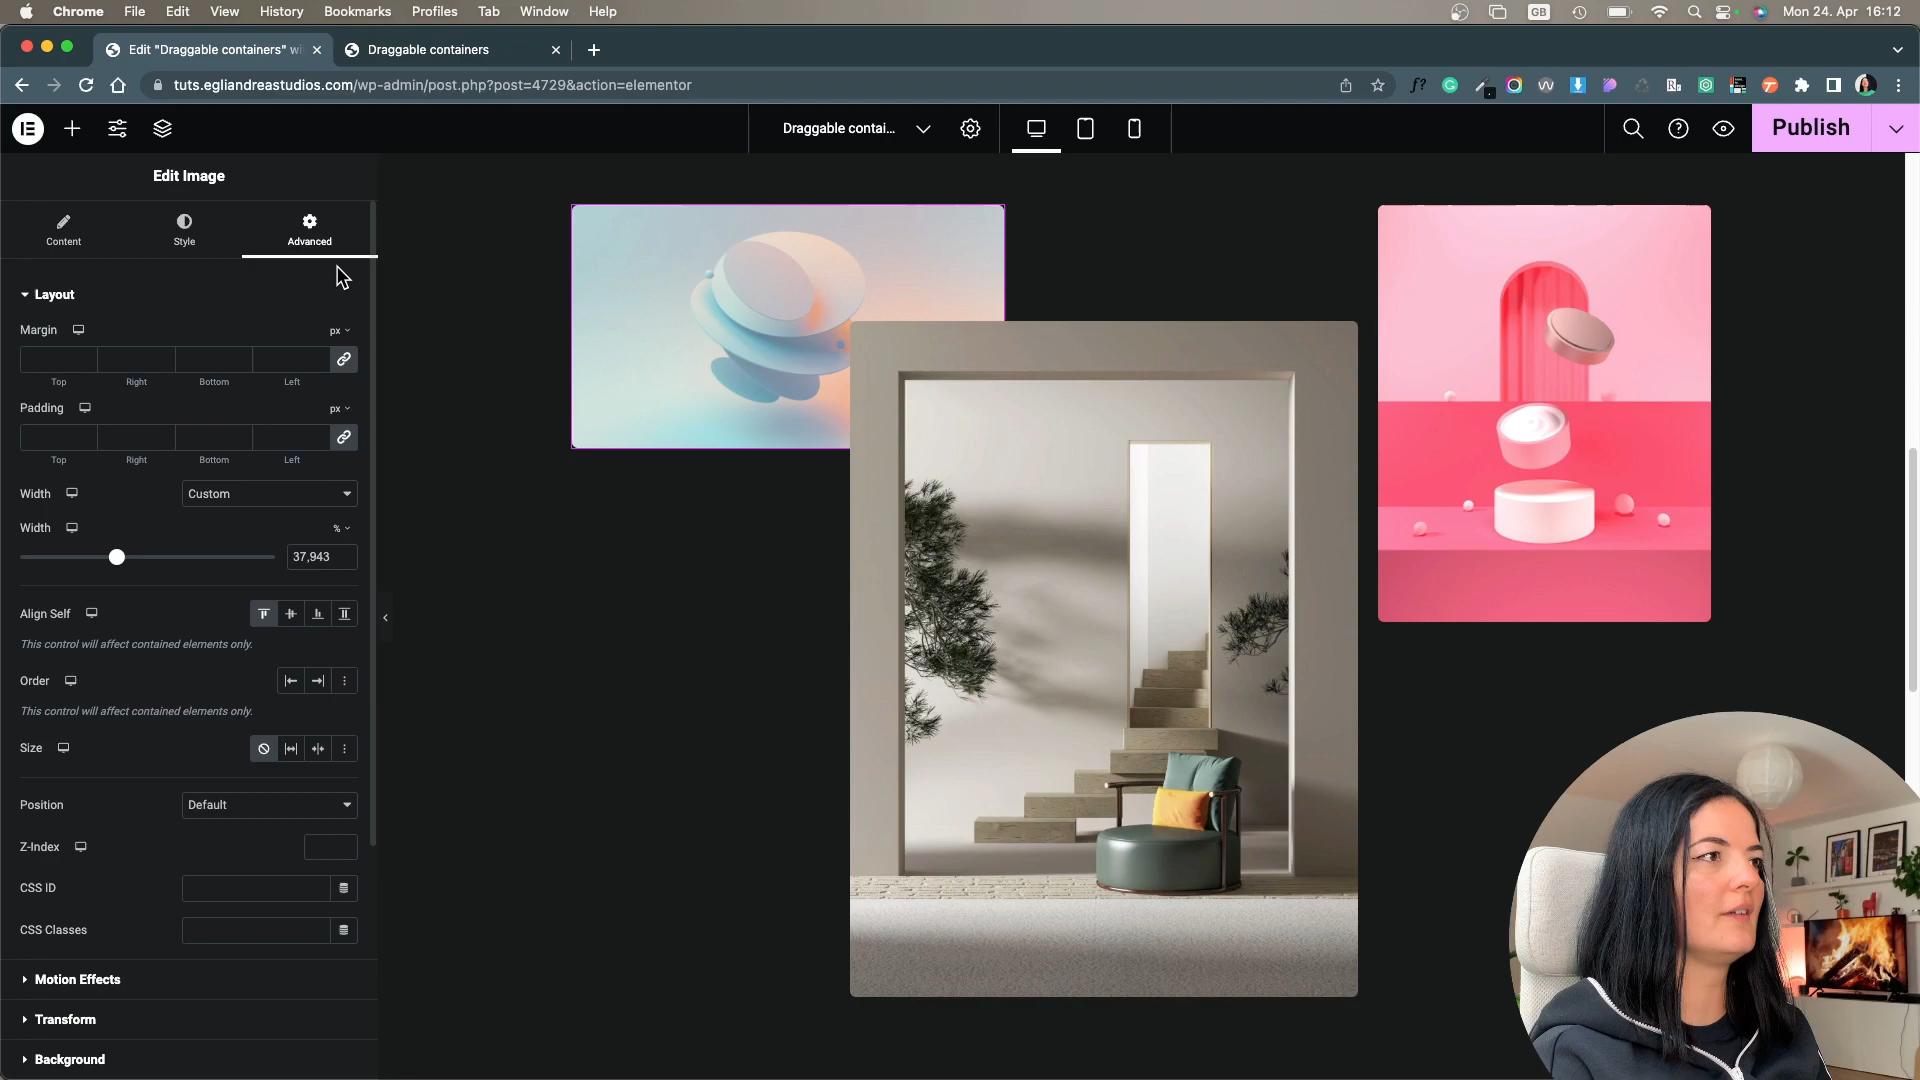 Chrome File Edit View History Bookmarks Profiles Tab Window Help GB Mon 24. Apr 16:12
Edit "Draggable containers" wi Draggable containers
tuts.egliandreastudios.com/wp-admin/post.php?post=4729&action=elementor
Draggable contai... Publish
Edit Image
Content Style Advanced
Layout
Margin px
Top Right Bottom Left
Padding px
Top Right Bottom Left
Width Custom
Width %
37,943
Align Self
This control will affect contained elements only.
Order
This control will affect contained elements only.
Size
Position Default
Z-Index
CSS ID
CSS Classes
Motion Effects
Transform
Background